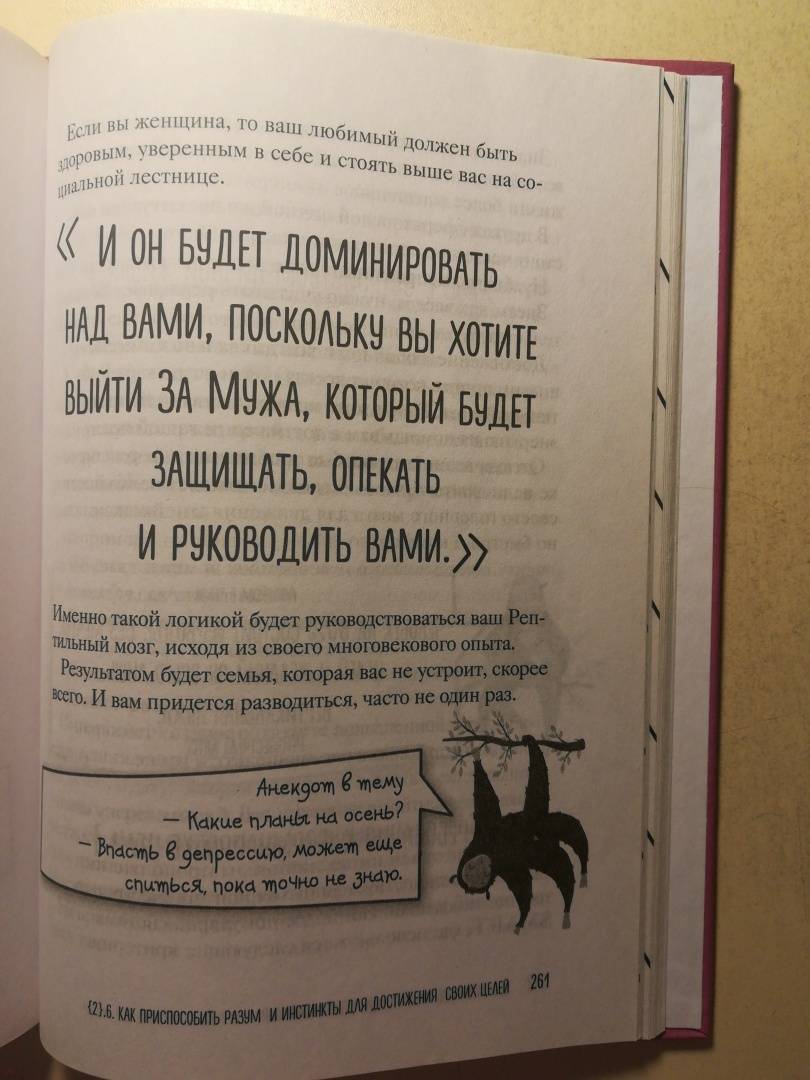 Если вы женщина, то ваш любимый должен быть
здоровым, уверенным в себе и стоять выше вас на со-
циальной лестнице.
« И ОН БУДЕТ ДОМИНИРОВАТЬ
НАД ВАМИ, ПОСКОЛЬКУ ВЫ ХОТИТЕ
ВЫЙТИ ЗА МУЖА, КОТОРЫЙ БУДЕТ
ЗАЩИЩАТЬ, ОПЕКАТЬ
И РУКОВОДИТЬ ВАМИ.»
Именно такой логикой будет руководствоваться ваш Реп-
тильный мозг, исходя из своего многовекового опыта.
Результатом будет семья, которая вас не устроит, скорее
всего. И вам придется разводиться, часто не один раз.
Анекдот в тему
— Какие планы на осень?
— Впасть в депрессию, может еще
спиться, пока точно не знаю.
{2}.6. КАК ПРИСПОСОБИТЬ РАЗУМ И ИНСТИНКТЫ ДЛЯ ДОСТИЖЕНИЯ СВОИХ ЦЕЛЕЙ 261